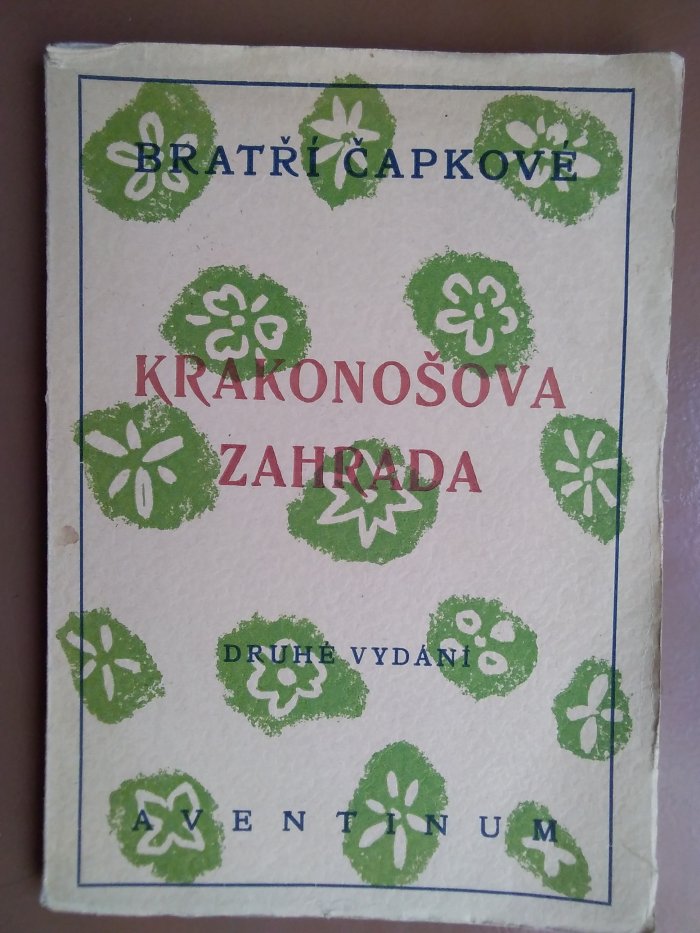 BRATŘÍ ČAPKOVÉ
KRAKONOŠOVA
ZAHRADA
DRUHÉ VYDÁNÍ
AVENTINUM